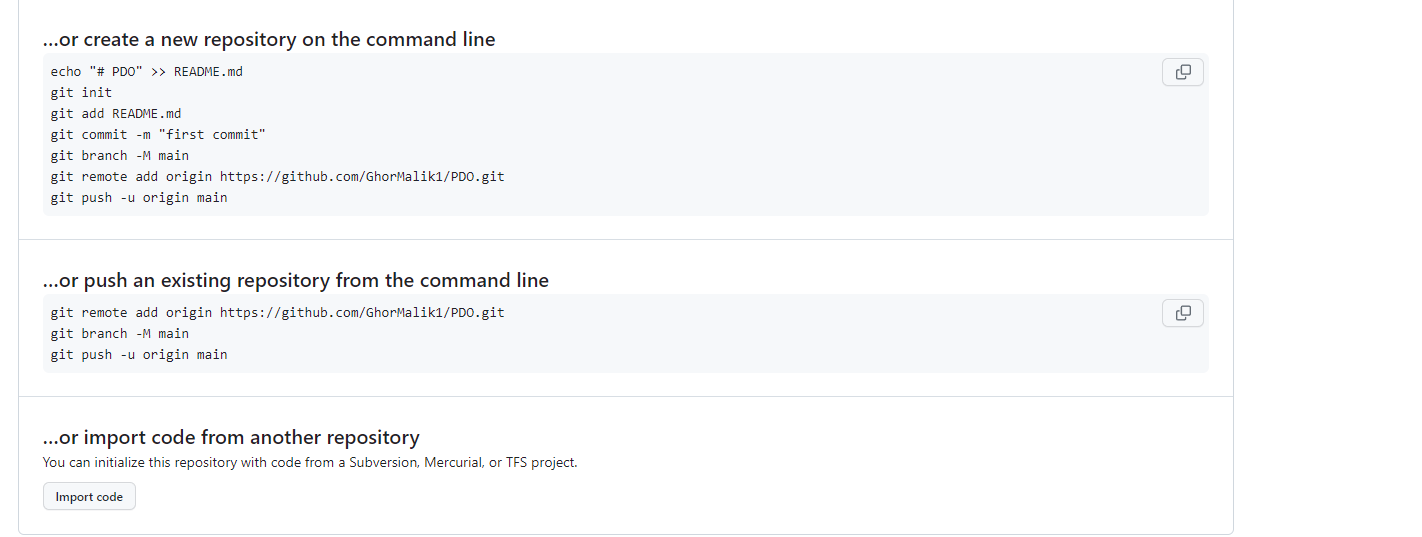 ...or create a new repository on the command line
echo "# PDO" >> README.md
git init
git add README.md
git commit -m "first commit"
git branch -M main
git remote add origin https://github.com/GhorMalik1/PDO.git
git push -u origin main
...or push an existing repository from the command line
git remote add origin https://github.com/GhorMalik1/PDO.git
git branch -M main
git push -u origin main
...or import code from another repository
You can initialize this repository with code from a Subversion, Mercurial, or TFS project.
Import code